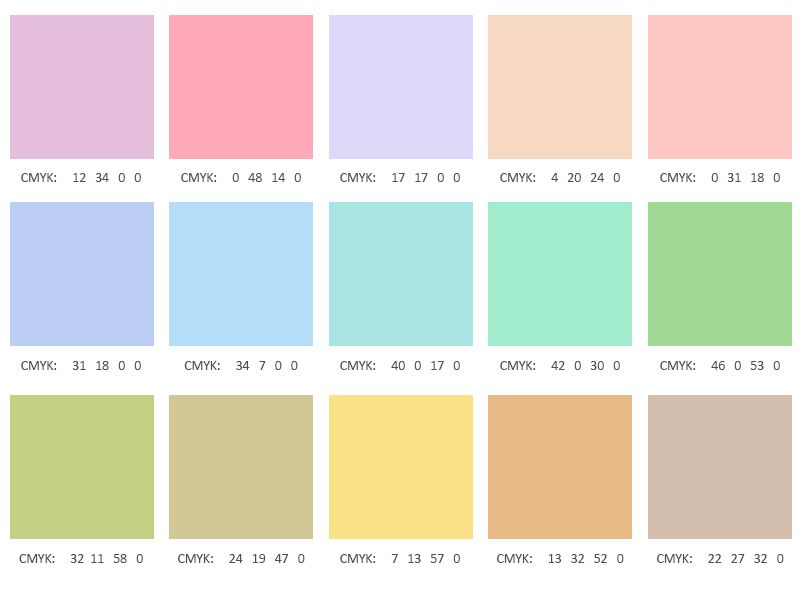 CMYK: 12 34 0 0
CMYK: 0 48 14 0
CMYK: 17 17 0 0
CMYK: 4 20 24 0
CMYK: 0 31 18 0
CMYK: 31 18 0 0
CMYK: 34 7 0 0
CMYK: 40 0 17 0
CMYK: 42 0 30 0
CMYK: 46 0 53 0
CMYK: 32 11 58 0
CMYK: 24 19 47 0
CMYK: 7 13 57 0
CMYK: 13 32 52 0
CMYK: 22 27 32 0